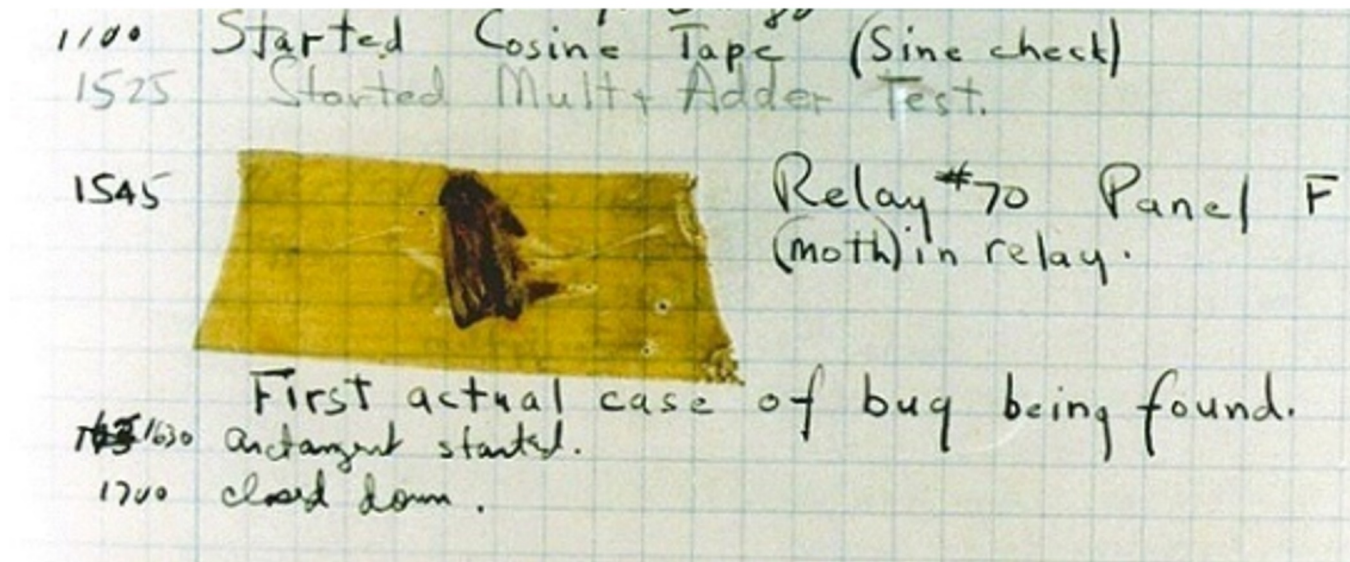 1100 Started Cosine Tape (Sine check)
1525 Started Mult + Adder Test.
1545 Relay #70 Panel F
(moth) in relay.
First actual case of bug being found.
1630 arctangent started.
1700 closed down.